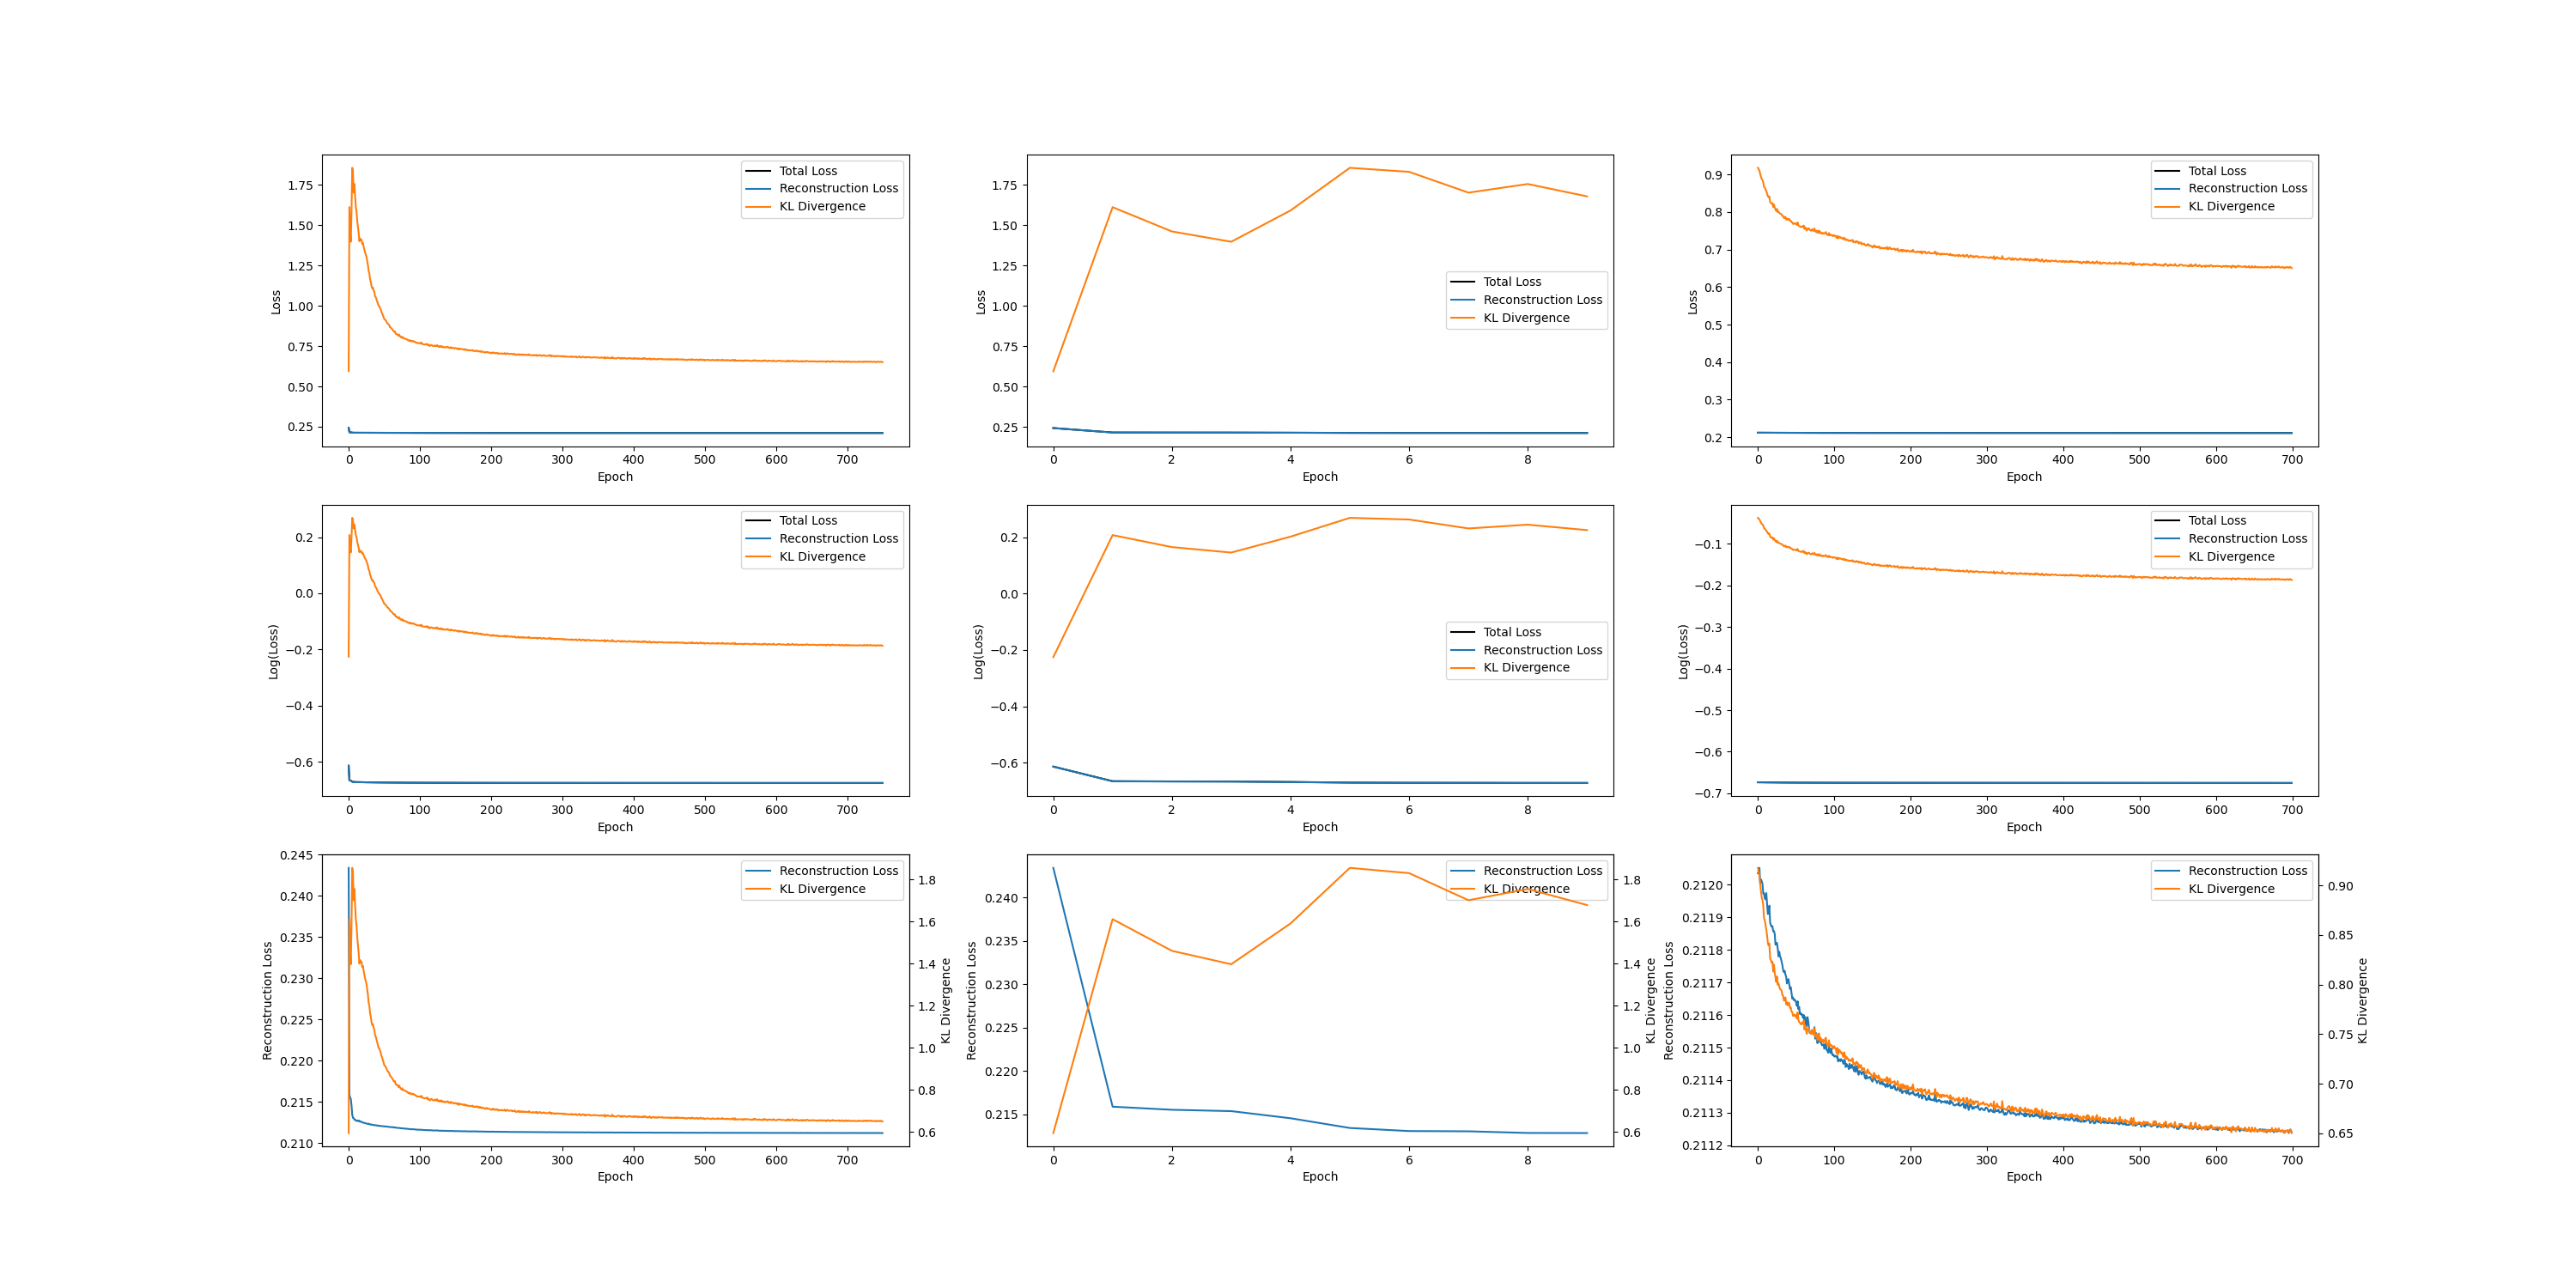 Loss
1.75
1.50
1.25
1.00
0.75
0.50
0.25
Total Loss
Reconstruction Loss
KL Divergence
0 100 200 300 400 500 600 700
Epoch
Loss
1.75
1.50
1.25
1.00
0.75
0.50
0.25
Total Loss
Reconstruction Loss
KL Divergence
0 2 4 6 8
Epoch
Loss
0.9
0.8
0.7
0.6
0.5
0.4
0.3
0.2
Total Loss
Reconstruction Loss
KL Divergence
0 100 200 300 400 500 600 700
Epoch
Log(Loss)
0.2
0.0
−0.2
−0.4
−0.6
Total Loss
Reconstruction Loss
KL Divergence
0 100 200 300 400 500 600 700
Epoch
Log(Loss)
0.2
0.0
−0.2
−0.4
−0.6
Total Loss
Reconstruction Loss
KL Divergence
0 2 4 6 8
Epoch
Log(Loss)
−0.1
−0.2
−0.3
−0.4
−0.5
−0.6
−0.7
Total Loss
Reconstruction Loss
KL Divergence
0 100 200 300 400 500 600 700
Epoch
Reconstruction Loss
0.245
0.240
0.235
0.230
0.225
0.220
0.215
0.210
Reconstruction Loss
KL Divergence
1.8
1.6
1.4
1.2
1.0
0.8
0.6
KL Divergence
0 100 200 300 400 500 600 700
Epoch
Reconstruction Loss
0.240
0.235
0.230
0.225
0.220
0.215
Reconstruction Loss
KL Divergence
1.8
1.6
1.4
1.2
1.0
0.8
0.6
KL Divergence
0 2 4 6 8
Epoch
Reconstruction Loss
0.2120
0.2119
0.2118
0.2117
0.2116
0.2115
0.2114
0.2113
0.2112
Reconstruction Loss
KL Divergence
0.90
0.85
0.80
0.75
0.70
0.65
KL Divergence
0 100 200 300 400 500 600 700
Epoch